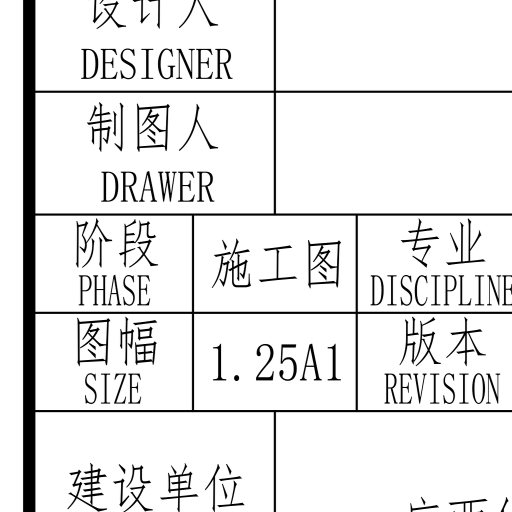 设计人
DESIGNER
制图人
DRAWER
阶段
PHASE
施工图
专业
DISCIPLINE
图幅
SIZE
1.25A1
版本
REVISION
建设单位